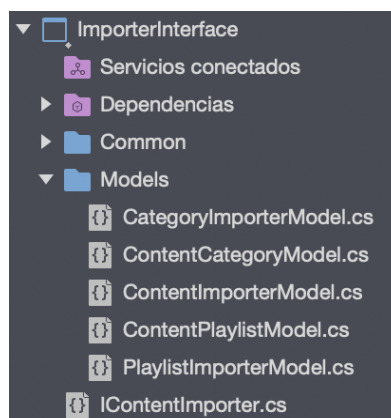 ImporterInterface
Servicios conectados
Dependencias
Common
Models
CategoryImporterModel.cs
ContentCategoryModel.cs
ContentImporterModel.cs
ContentPlaylistModel.cs
PlaylistImporterModel.cs
IContentImporter.cs